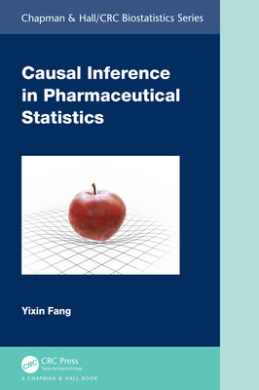 Chapman & Hall/CRC Biostatistics Series
Causal Inference
in Pharmaceutical
Statistics
Yixin Fang
CRC Press
Taylor & Francis Group
A CHAPMAN & HALL BOOK